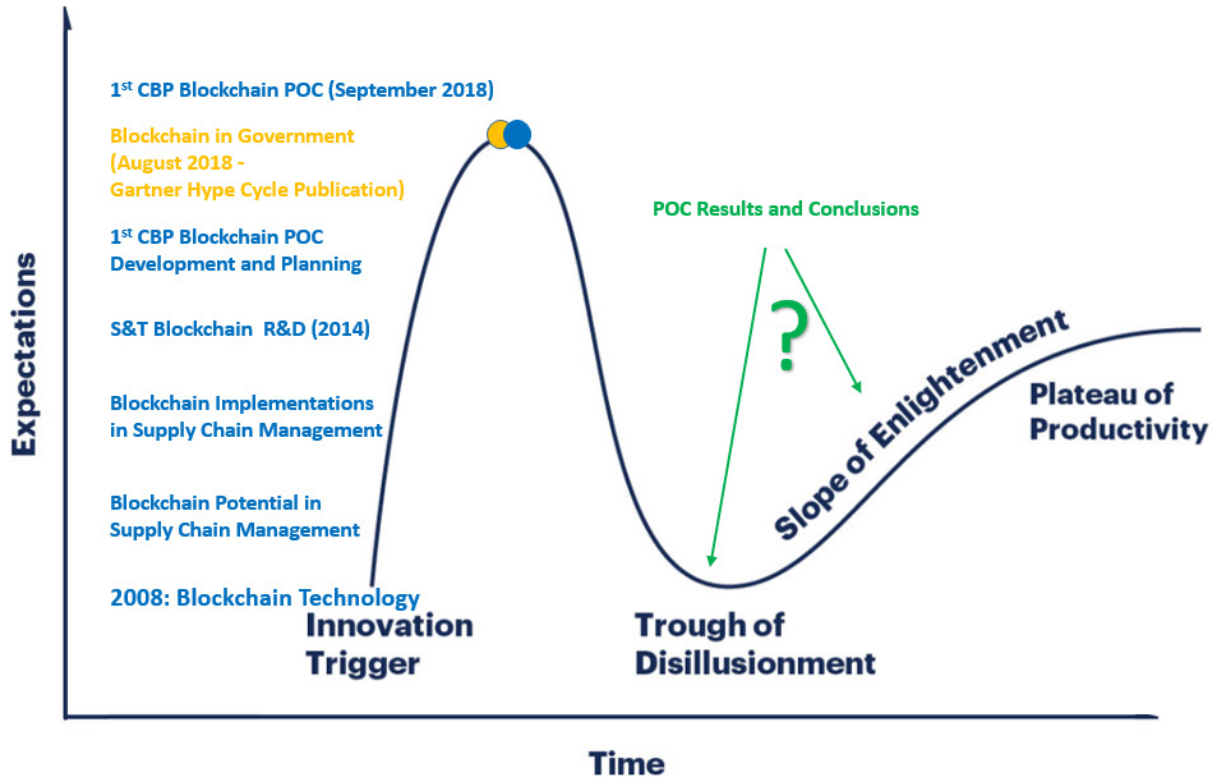 1st CBP Blockchain POC (September 2018)
Blockchain in Government
(August 2018 -
Gartner Hype Cycle Publication)
1st CBP Blockchain POC
Development and Planning
S&T Blockchain R&D (2014)
Blockchain Implementations
in Supply Chain Management
Blockchain Potential in
Supply Chain Management
2008: Blockchain Technology
Innovation
Trigger
POC Results and Conclusions
?
Trough of
Disillusionment
Slope of Enlightenment
Plateau of
Productivity
Expectations
Time